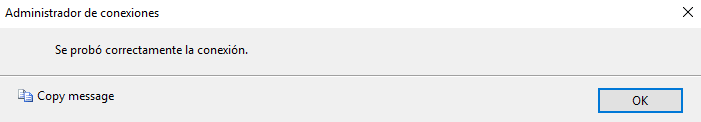 Administrador de conexiones
Se probó correctamente la conexión.
Copy message
OK